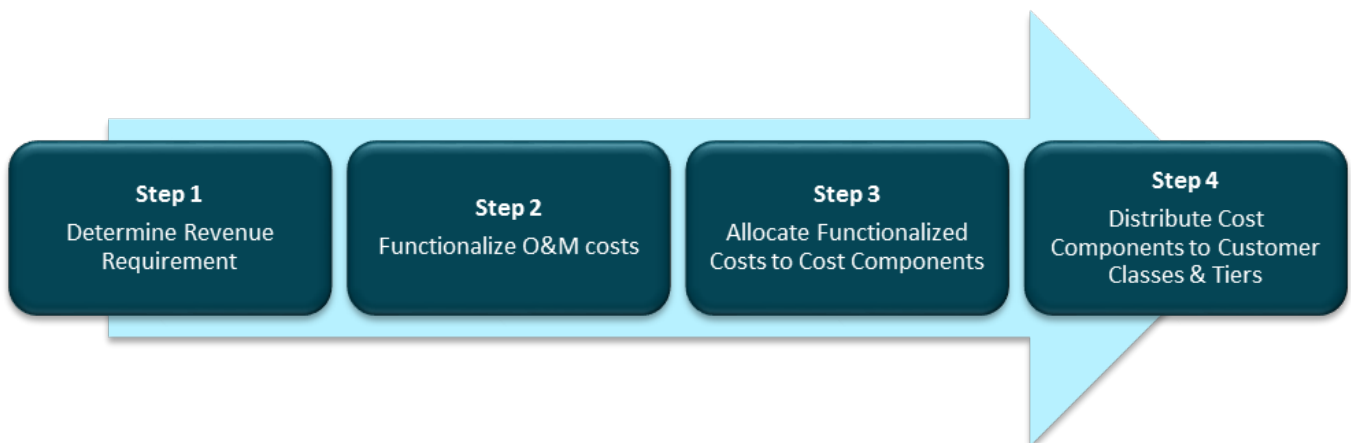 Step 1
Determine Revenue
Requirement
Step 2
Functionalize O&M costs
Step 3
Allocate Functionalized
Costs to Cost Components
Step 4
Distribute Cost
Components to Customer
Classes & Tiers